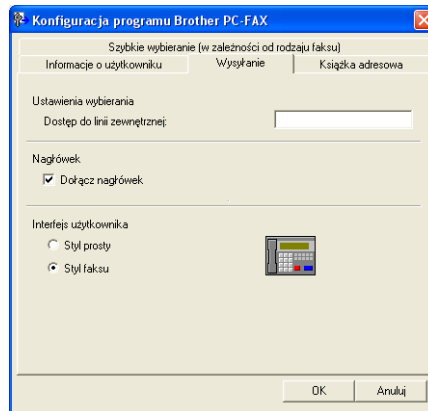 Konfiguracja programu Brother PC-FAX
Szybkie wybieranie (w zależności od rodzaju faksu)
Informacje o użytkowniku Wysyłanie Książka adresowa
Ustawienia wybierania
Dostęp do linii zewnętrznej:
Nagłówek
Dołącz nagłówek
Interfejs użytkownika
Styl prosty
Styl faksu
OK Anuluj